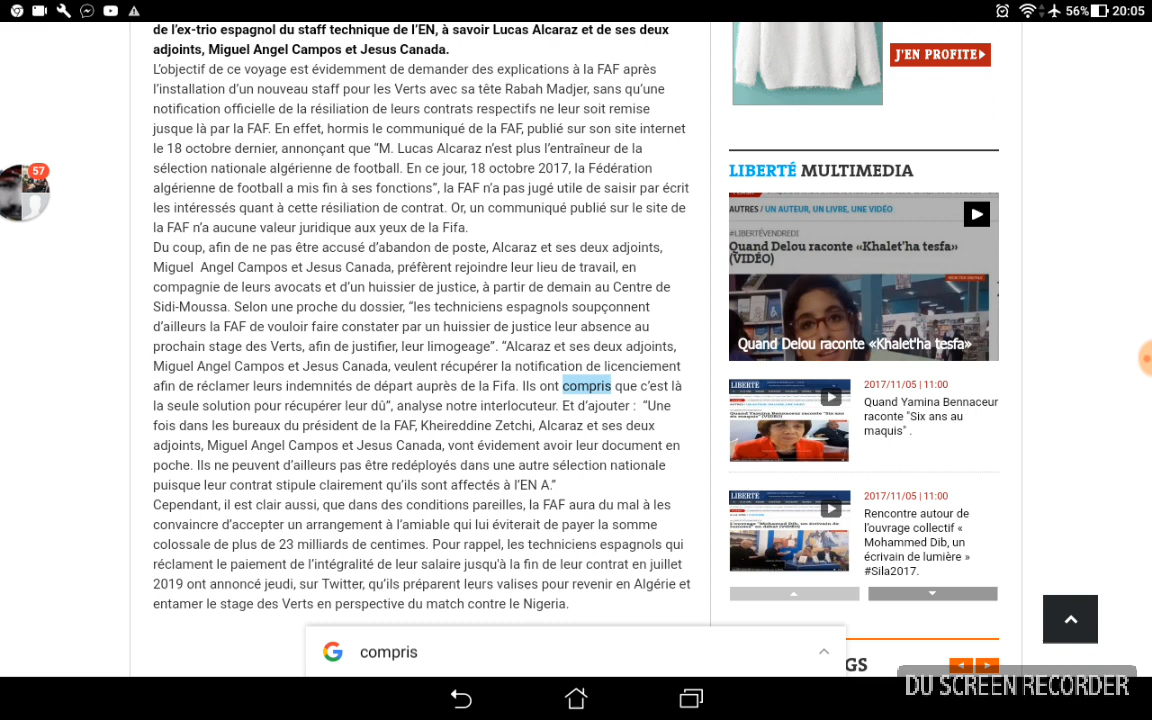 56% 20:05
57
de l'ex-trio espagnol du staff technique de l'EN, à savoir Lucas Alcaraz et de ses deux
adjoints, Miguel Angel Campos et Jesus Canada.
L'objectif de ce voyage est évidemment de demander des explications à la FAF après
l'installation d'un nouveau staff pour les Verts avec sa tête Rabah Madjer, sans qu'une
notification officielle de la résiliation de leurs contrats respectifs ne leur soit remise
jusque là par la FAF. En effet, hormis le communiqué de la FAF, publié sur son site internet
le 18 octobre dernier, annonçant que “M. Lucas Alcaraz n'est plus l'entraîneur de la
sélection nationale algérienne de football. En ce jour, 18 octobre 2017, la Fédération
algérienne de football a mis fin à ses fonctions”, la FAF n'a pas jugé utile de saisir par écrit
les intéressés quant à cette résiliation de contrat. Or, un communiqué publié sur le site de
la FAF n'a aucune valeur juridique aux yeux de la Fifa.
Du coup, afin de ne pas être accusé d'abandon de poste, Alcaraz et ses deux adjoints,
Miguel Angel Campos et Jesus Canada, préfèrent rejoindre leur lieu de travail, en
compagnie de leurs avocats et d'un huissier de justice, à partir de demain au Centre de
Sidi-Moussa. Selon une proche du dossier, “les techniciens espagnols soupçonnent
d'ailleurs la FAF de vouloir faire constater par un huissier de justice leur absence au
prochain stage des Verts, afin de justifier, leur limogeage”. “Alcaraz et ses deux adjoints,
Miguel Angel Campos et Jesus Canada, veulent récupérer la notification de licenciement
afin de réclamer leurs indemnités de départ auprès de la Fifa. Ils ont compris que c'est là
la seule solution pour récupérer leur dû”, analyse notre interlocuteur. Et d'ajouter : “Une
fois dans les bureaux du président de la FAF, Kheireddine Zetchi, Alcaraz et ses deux
adjoints, Miguel Angel Campos et Jesus Canada, vont évidement avoir leur document en
poche. Ils ne peuvent d'ailleurs pas être redéployés dans une autre sélection nationale
puisque leur contrat stipule clairement qu'ils sont affectés à l'EN A.”
Cependant, il est clair aussi, que dans des conditions pareilles, la FAF aura du mal à les
convaincre d'accepter un arrangement à l'amiable qui lui éviterait de payer la somme
colossale de plus de 23 milliards de centimes. Pour rappel, les techniciens espagnols qui
réclament le paiement de l'intégralité de leur salaire jusqu'à la fin de leur contrat en juillet
2019 ont annoncé jeudi, sur Twitter, qu'ils préparent leurs valises pour revenir en Algérie et
entamer le stage des Verts en perspective du match contre le Nigeria.
J'EN PROFITE
LIBERTÉ MULTIMEDIA
AUTRES / UN AUTEUR, UN LIVRE, UNE VIDÉO
#LIBERTÉVENDREDI
Quand Delou raconte «Khalet'ha tesfa»
(VIDÉO)
Quand Delou raconte «Khalet'ha tesfa»
LIBERTE
2017/11/05 | 11:00
Quand Yamina Bennaceur
raconte "Six ans au
maquis" .
LIBERTE
2017/11/05 | 11:00
Rencontre autour de
l'ouvrage collectif «
Mohammed Dib, un
écrivain de lumière »
#Sila2017.
GS
compris
DU SCREEN RECORDER